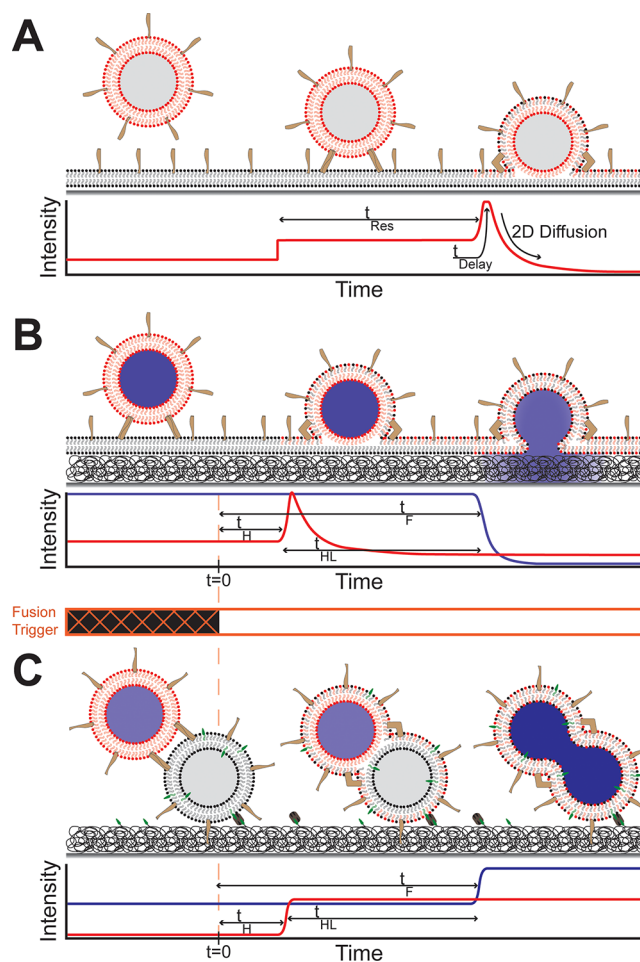 A
Intensity
t Res
t Delay
2D Diffusion
Time
B
Intensity
t F
t H
t HL
t=0
Time
Fusion
Trigger
C
Intensity
t F
t H
t HL
t=0
Time